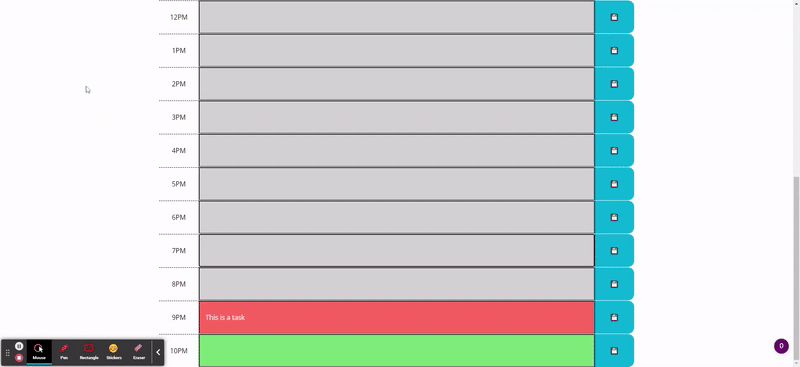 12PM
1PM
2PM
3PM
4PM
5PM
6PM
7PM
8PM
9PM This is a task
10PM
Mouse Pen Rectangle Stickers Eraser
0